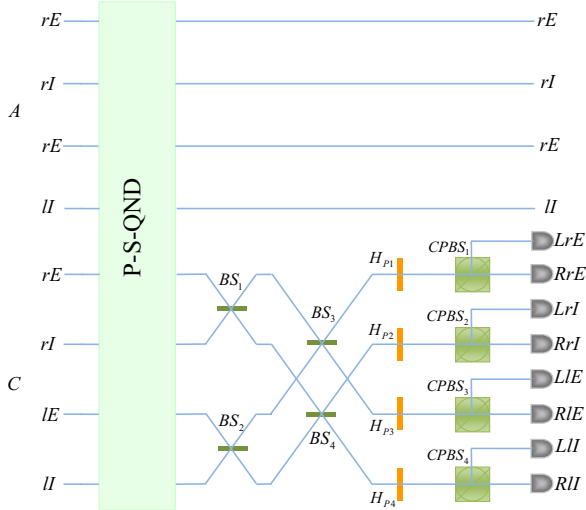 rE
rE
rI
rI
A
rE
rE
lI
lI
P-S-QND
LrE
CPBS1
HP1
rE
RrE
BS1
BS3
LrI
CPBS2
HP2
rI
RrI
C
LlE
CPBS3
lE
HP3
RlE
BS2
BS4
LlI
CPBS4
lI
RlI
HP4